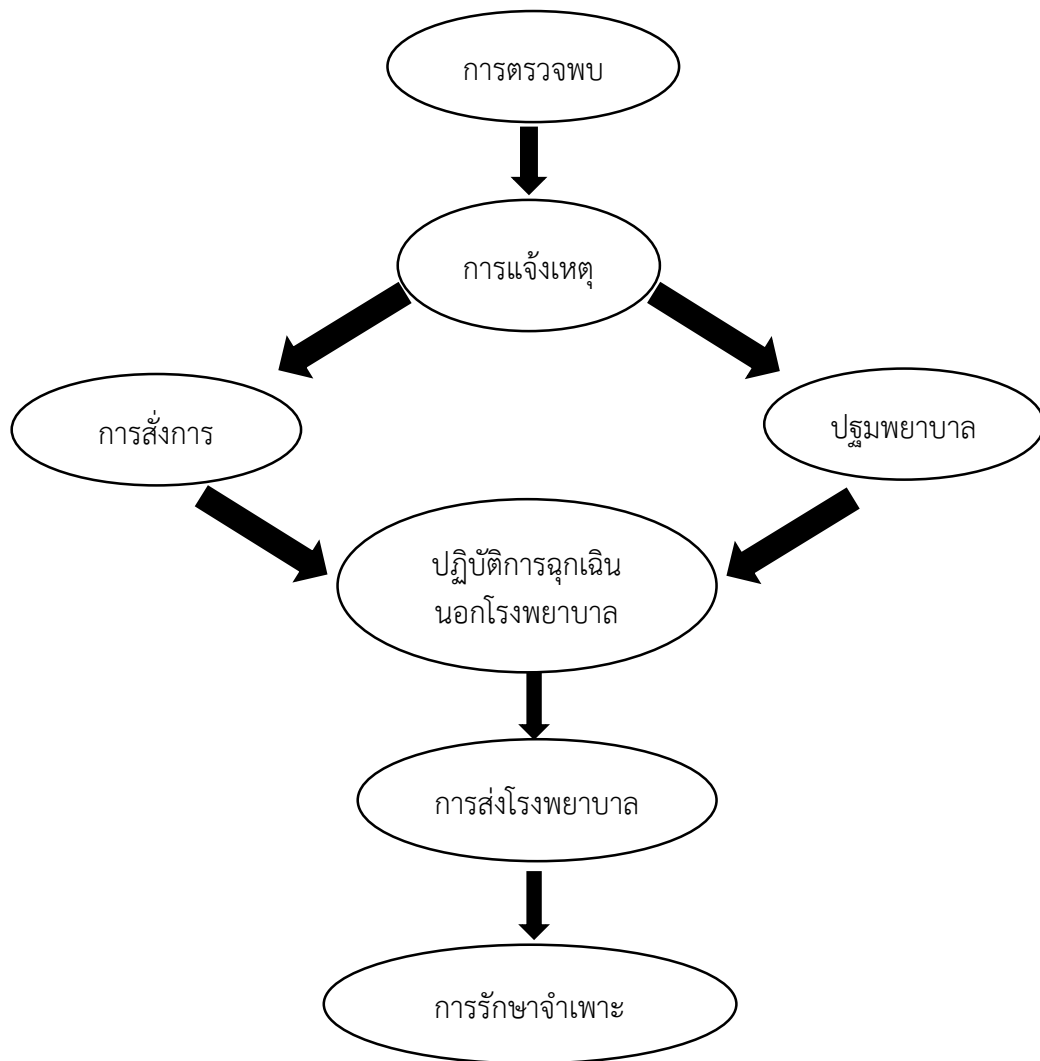 การตรวจพบ
การแจ้งเหตุ
การสั่งการ
ปฐมพยาบาล
ปฏิบัติการฉุกเฉิน
นอกโรงพยาบาล
การส่งโรงพยาบาล
การรักษาจำเพาะ